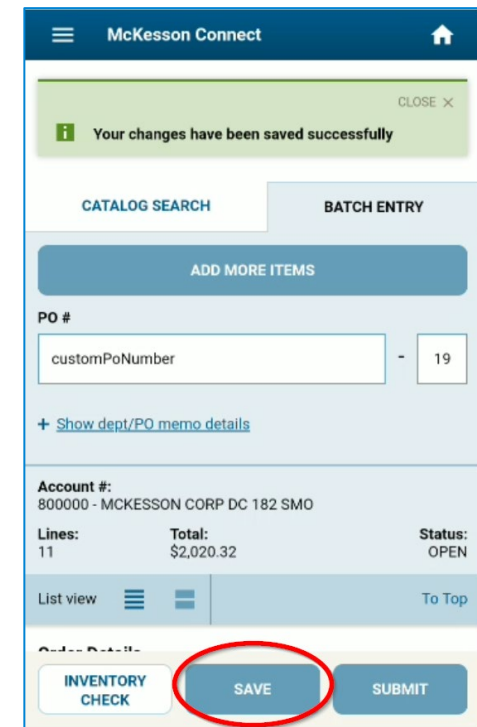 McKesson Connect
CLOSE ×
i Your changes have been saved successfully
CATALOG SEARCH BATCH ENTRY
ADD MORE ITEMS
PO #
customPoNumber - 19
+ Show dept/PO memo details
Account #:
800000 - MCKESSON CORP DC 182 SMO
Lines: Total: Status:
11 $2,020.32 OPEN
List view To Top
Order Details
INVENTORY CHECK SAVE SUBMIT